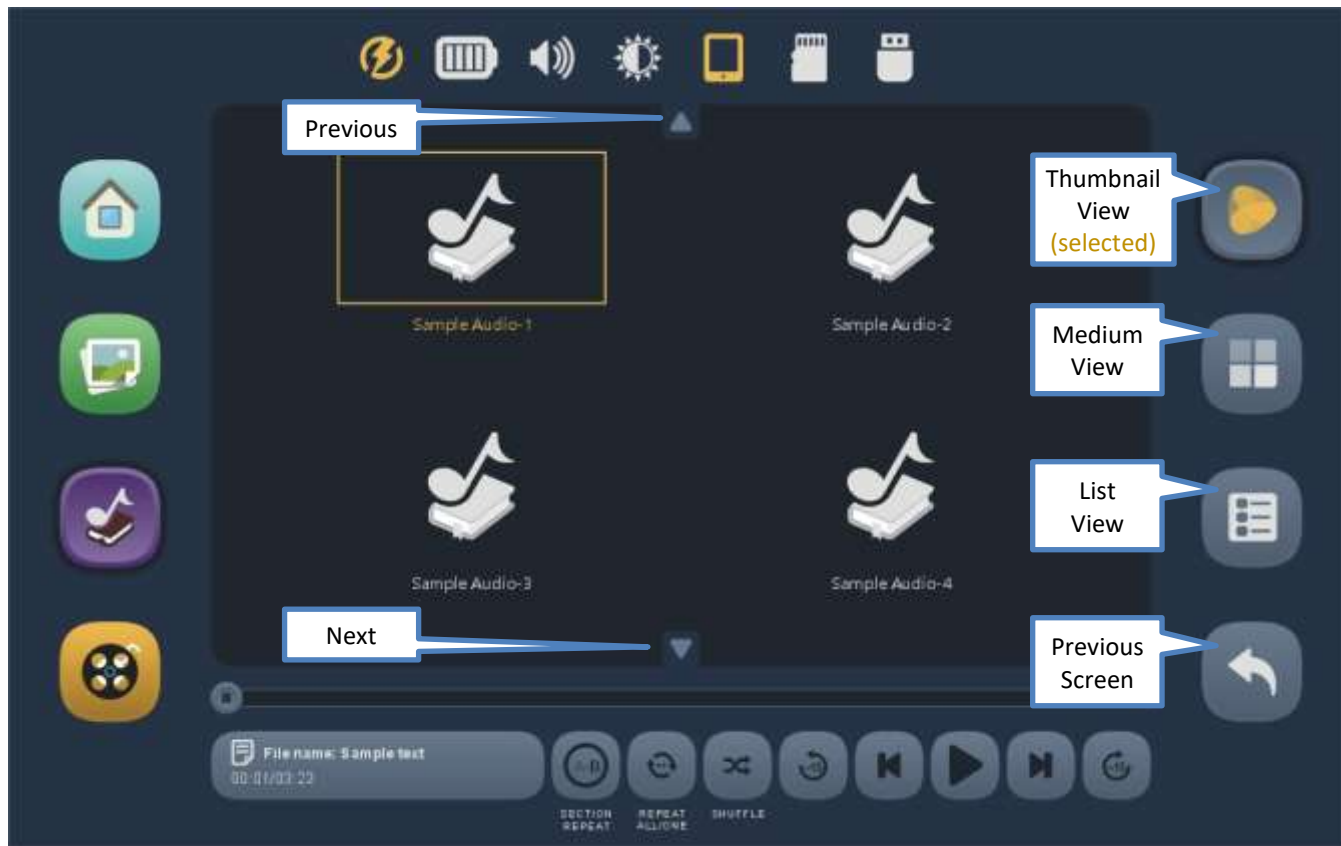 Previous
Thumbnail
View
(selected)
Sample Audio-1
Sample Audio-2
Medium
View
List
View
Sample Audio-3
Sample Audio-4
Next
Previous
Screen
File name: Sample text
00:01/03:23
SECTION
REPEAT
REPEAT
ALL/ONE
SHUFFLE